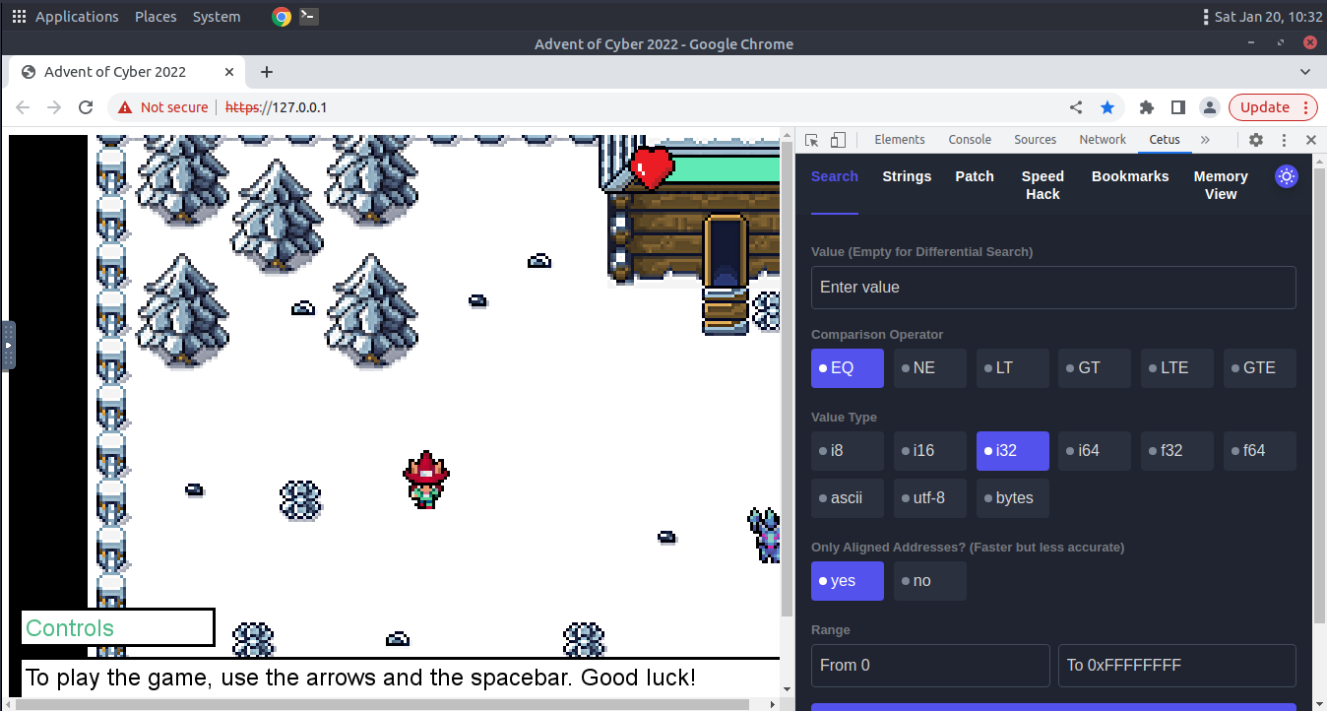 Applications Places System Sat Jan 20, 10:32
Advent of Cyber 2022 - Google Chrome
Advent of Cyber 2022
Not secure https://127.0.0.1 Update
Elements Console Sources Network Cetus
Search Strings Patch Speed Hack Bookmarks Memory View
Value (Empty for Differential Search)
Enter value
Comparison Operator
EQ NE LT GT LTE GTE
Value Type
i8 i16 i32 i64 f32 f64
ascii utf-8 bytes
Only Aligned Addresses? (Faster but less accurate)
yes no
Range
From 0 To 0xFFFFFFFF
Controls
To play the game, use the arrows and the spacebar. Good luck!